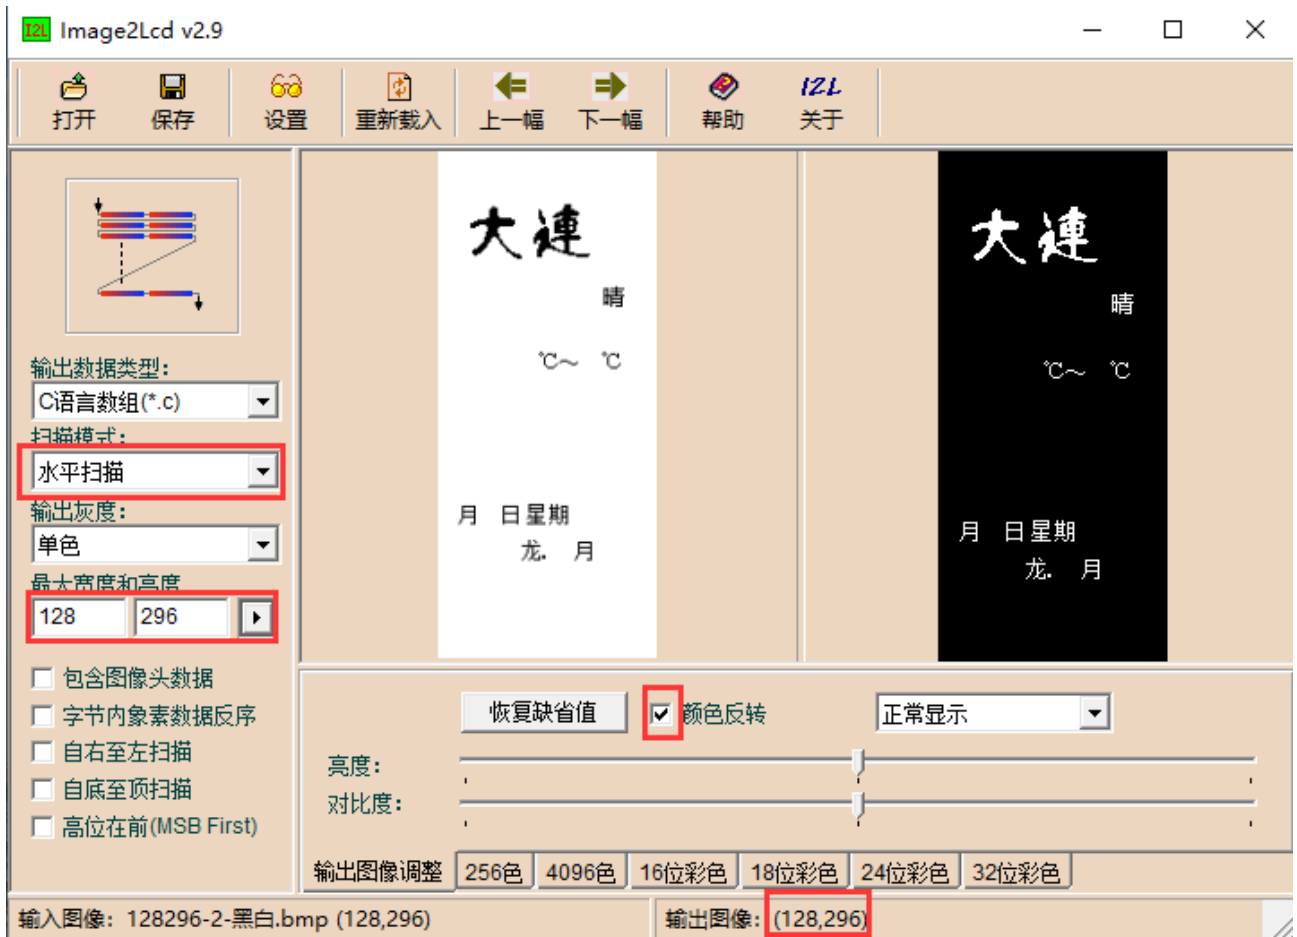 I2L Image2Lcd v2.9
打开 保存 设置 重新载入 上一幅 下一幅 帮助 I2L 关于
输出数据类型:
C语言数组(*.c)
扫描模式:
水平扫描
输出灰度:
单色
最大宽度和高度
128 296
包含图像头数据
字节内象素数据反序
自右至左扫描
自底至顶扫描
高位在前(MSB First)
大連
晴
℃～ ℃
月 日星期
龙. 月
大連
晴
℃～ ℃
月 日星期
龙. 月
恢复缺省值 颜色反转 正常显示
亮度:
对比度:
输出图像调整 256色 4096色 16位彩色 18位彩色 24位彩色 32位彩色
输入图像: 128296-2-黑白.bmp (128,296) 输出图像: (128,296)